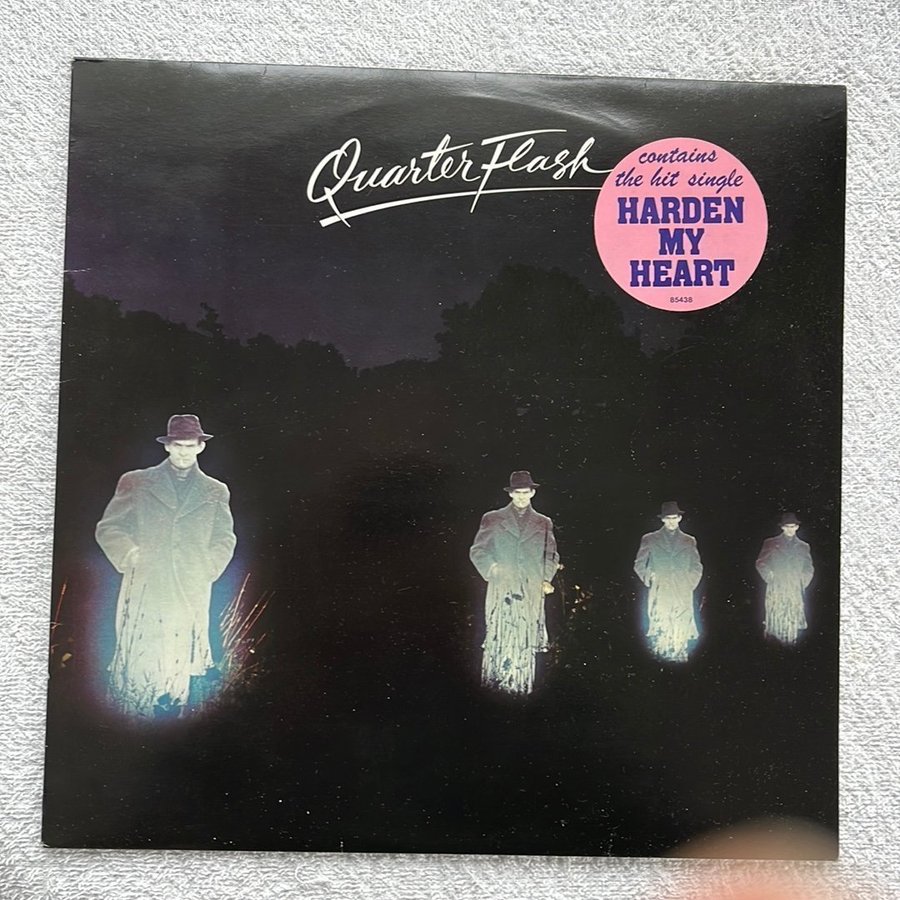 Quarter Flash
contains
the hit single
HARDEN
MY
HEART
85438